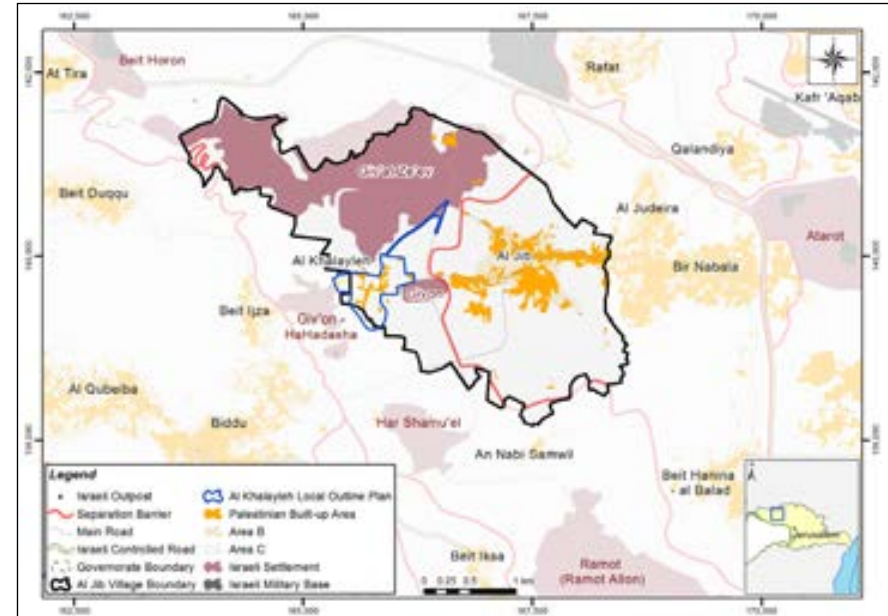 Beit Horon
At Tira
Rafat
Kafr 'Aqab
Giv'at Ze'ev
Qalandiya
Beit Duqqu
Al Judeira
Atarot
Al Khalayleh
Al Jib
Bir Nabala
Beit Ijza
Giv'on -
HaHadasha
Al Qubeiba
Biddu
Har Shamu'el
An Nabi Samwil
Beit Hanina
- al Balad
Beit Iksa
Ramot
(Ramot Allon)
Legend
Israeli Outpost
Separation Barrier
Main Road
Israeli Controlled Road
Governorate Boundary
Al Jib Village Boundary
Al Khalayleh Local Outline Plan
Palestinian Built-up Area
Area B
Area C
Israeli Settlement
Israeli Military Base
0 0.25 0.5 1 km
Jerusalem